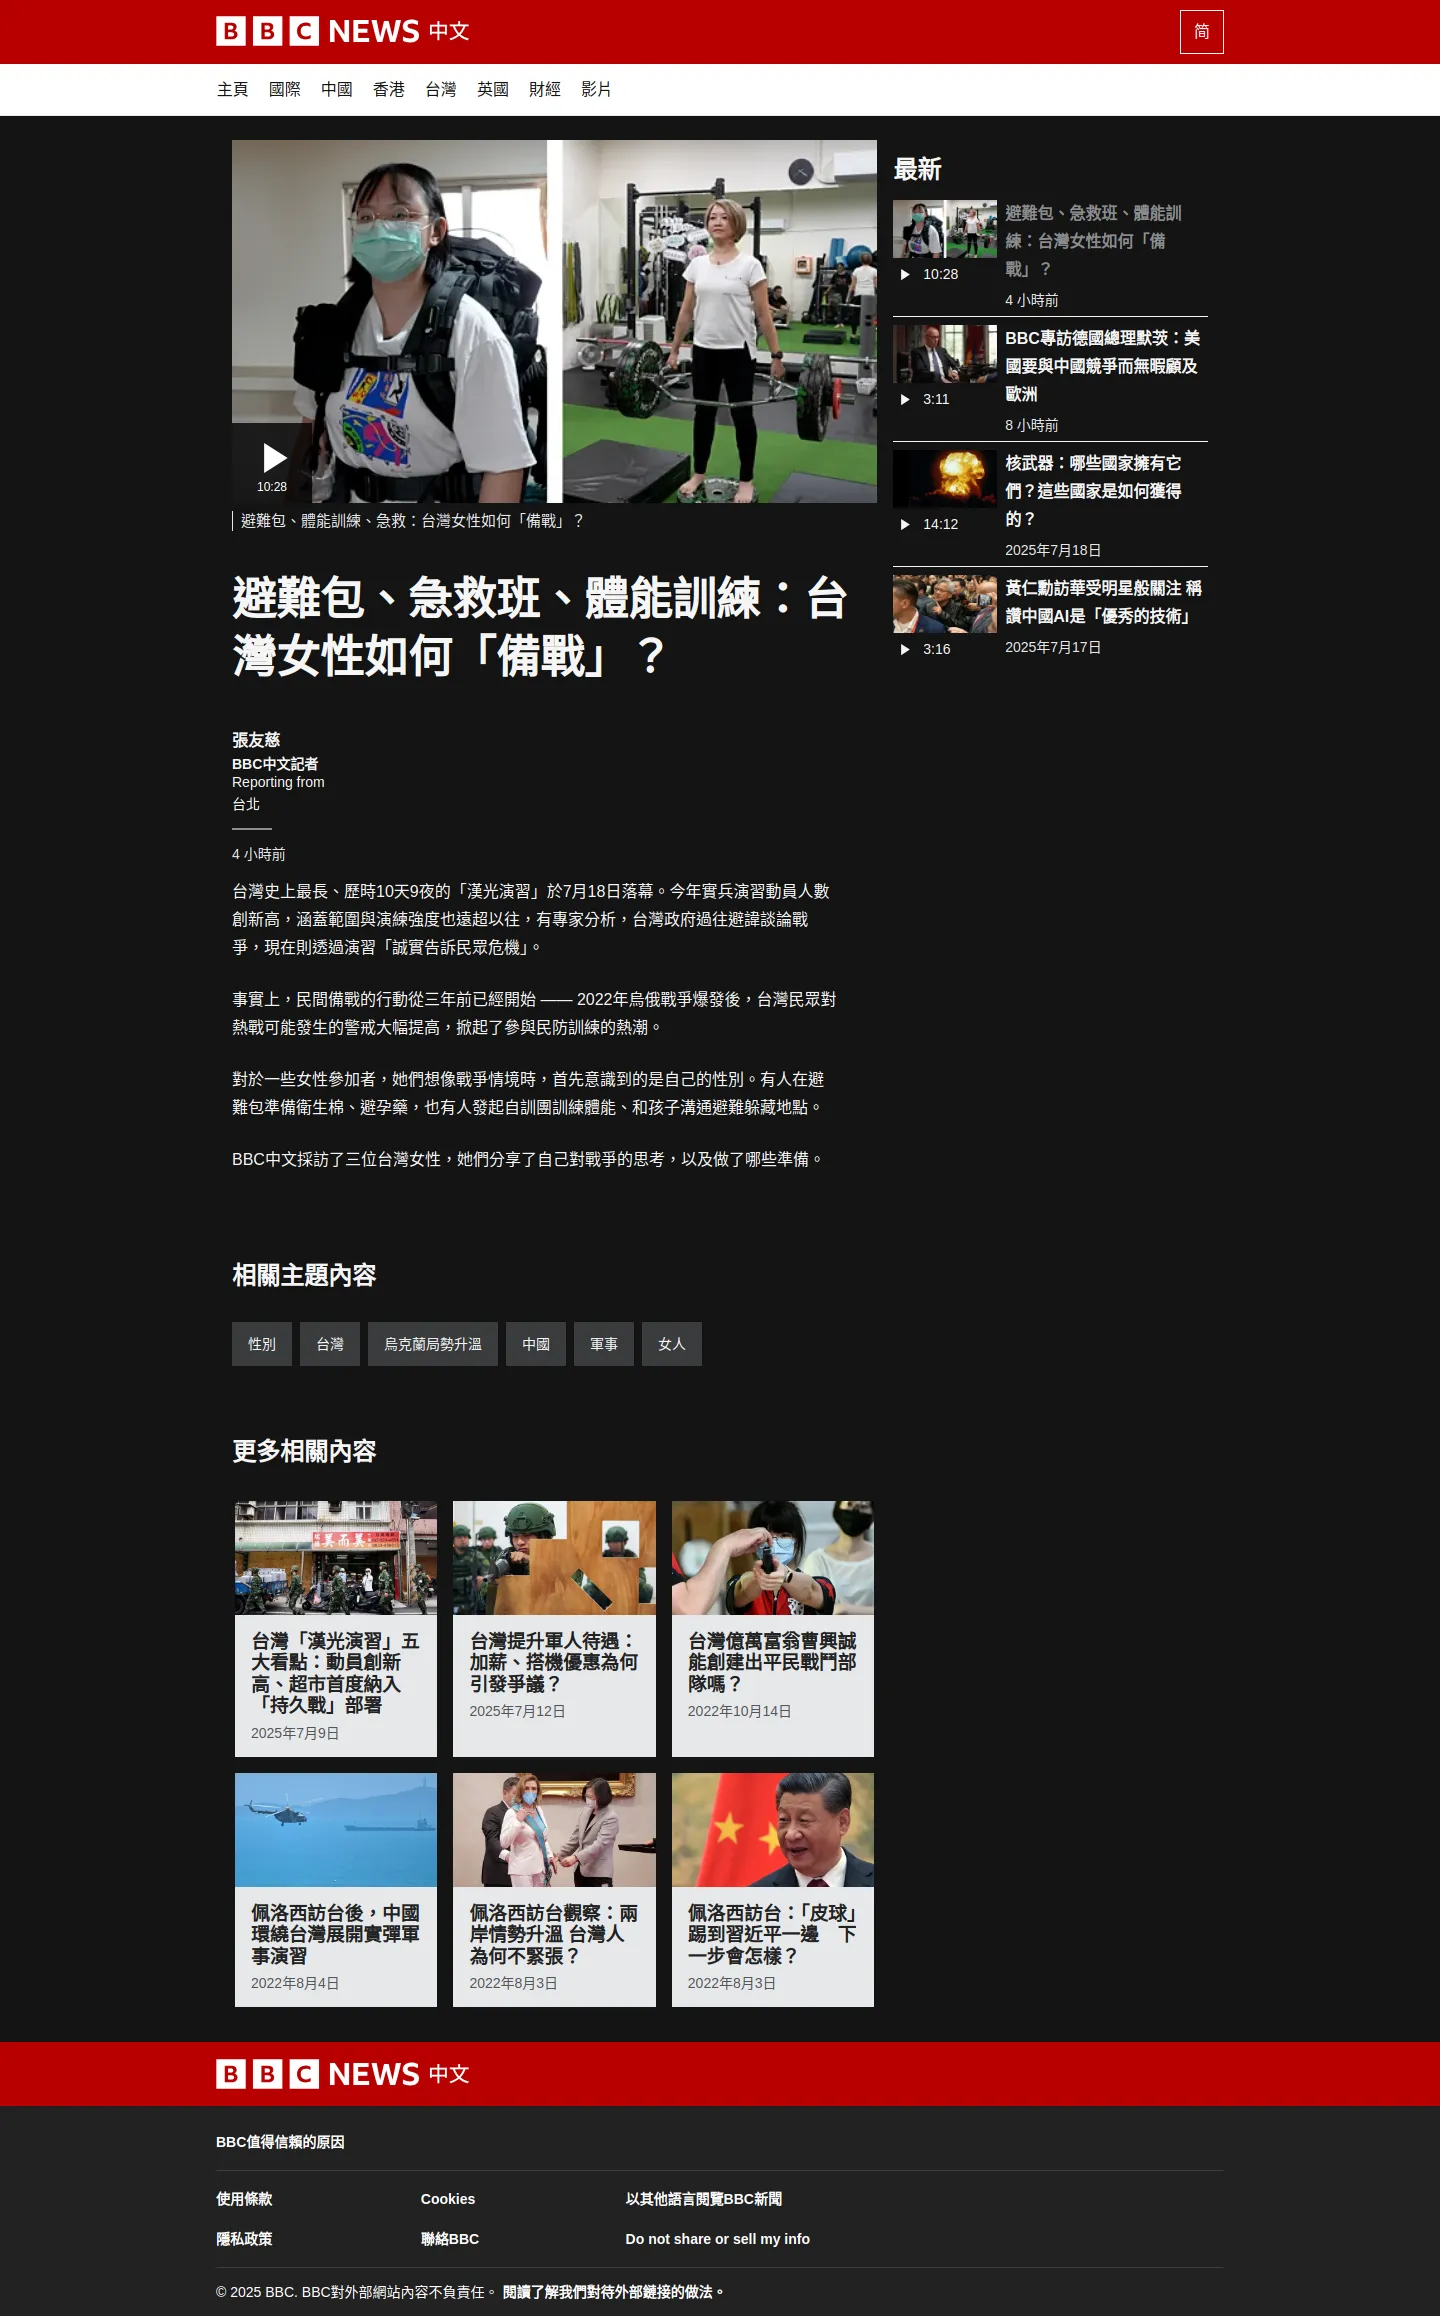 BBC NEWS 中文
简
主頁 國際 中國 香港 台灣 英國 財經 影片
10:28
避難包、體能訓練、急救：台灣女性如何「備戰」？
避難包、急救班、體能訓練：台
灣女性如何「備戰」？
張友慈
BBC中文記者
Reporting from
台北
4 小時前
台灣史上最長、歷時10天9夜的「漢光演習」於7月18日落幕。今年實兵演習動員人數
創新高，涵蓋範圍與演練強度也遠超以往，有專家分析，台灣政府過往避諱談論戰
爭，現在則透過演習「誠實告訴民眾危機」。
事實上，民間備戰的行動從三年前已經開始 —— 2022年烏俄戰爭爆發後，台灣民眾對
熱戰可能發生的警戒大幅提高，掀起了參與民防訓練的熱潮。
對於一些女性參加者，她們想像戰爭情境時，首先意識到的是自己的性別。有人在避
難包準備衛生棉、避孕藥，也有人發起自訓團訓練體能、和孩子溝通避難躲藏地點。
BBC中文採訪了三位台灣女性，她們分享了自己對戰爭的思考，以及做了哪些準備。
最新
避難包、急救班、體能訓
練：台灣女性如何「備
戰」？
10:28
4 小時前
BBC專訪德國總理默茨：美
國要與中國競爭而無暇顧及
歐洲
3:11
8 小時前
核武器：哪些國家擁有它
們？這些國家是如何獲得
的？
14:12
2025年7月18日
黃仁勳訪華受明星般關注 稱
讚中國AI是「優秀的技術」
3:16
2025年7月17日
相關主題內容
性別 台灣 烏克蘭局勢升溫 中國 軍事 女人
更多相關內容
美而美
台灣「漢光演習」五
大看點：動員創新
高、超市首度納入
「持久戰」部署
2025年7月9日
台灣提升軍人待遇：
加薪、搭機優惠為何
引發爭議？
2025年7月12日
台灣億萬富翁曹興誠
能創建出平民戰鬥部
隊嗎？
2022年10月14日
佩洛西訪台後，中國
環繞台灣展開實彈軍
事演習
2022年8月4日
佩洛西訪台觀察：兩
岸情勢升溫 台灣人
為何不緊張？
2022年8月3日
佩洛西訪台：「皮球」
踢到習近平一邊　下
一步會怎樣？
2022年8月3日
BBC NEWS 中文
BBC值得信賴的原因
使用條款 Cookies 以其他語言閱覽BBC新聞
隱私政策 聯絡BBC Do not share or sell my info
© 2025 BBC. BBC對外部網站內容不負責任。 閱讀了解我們對待外部鏈接的做法。